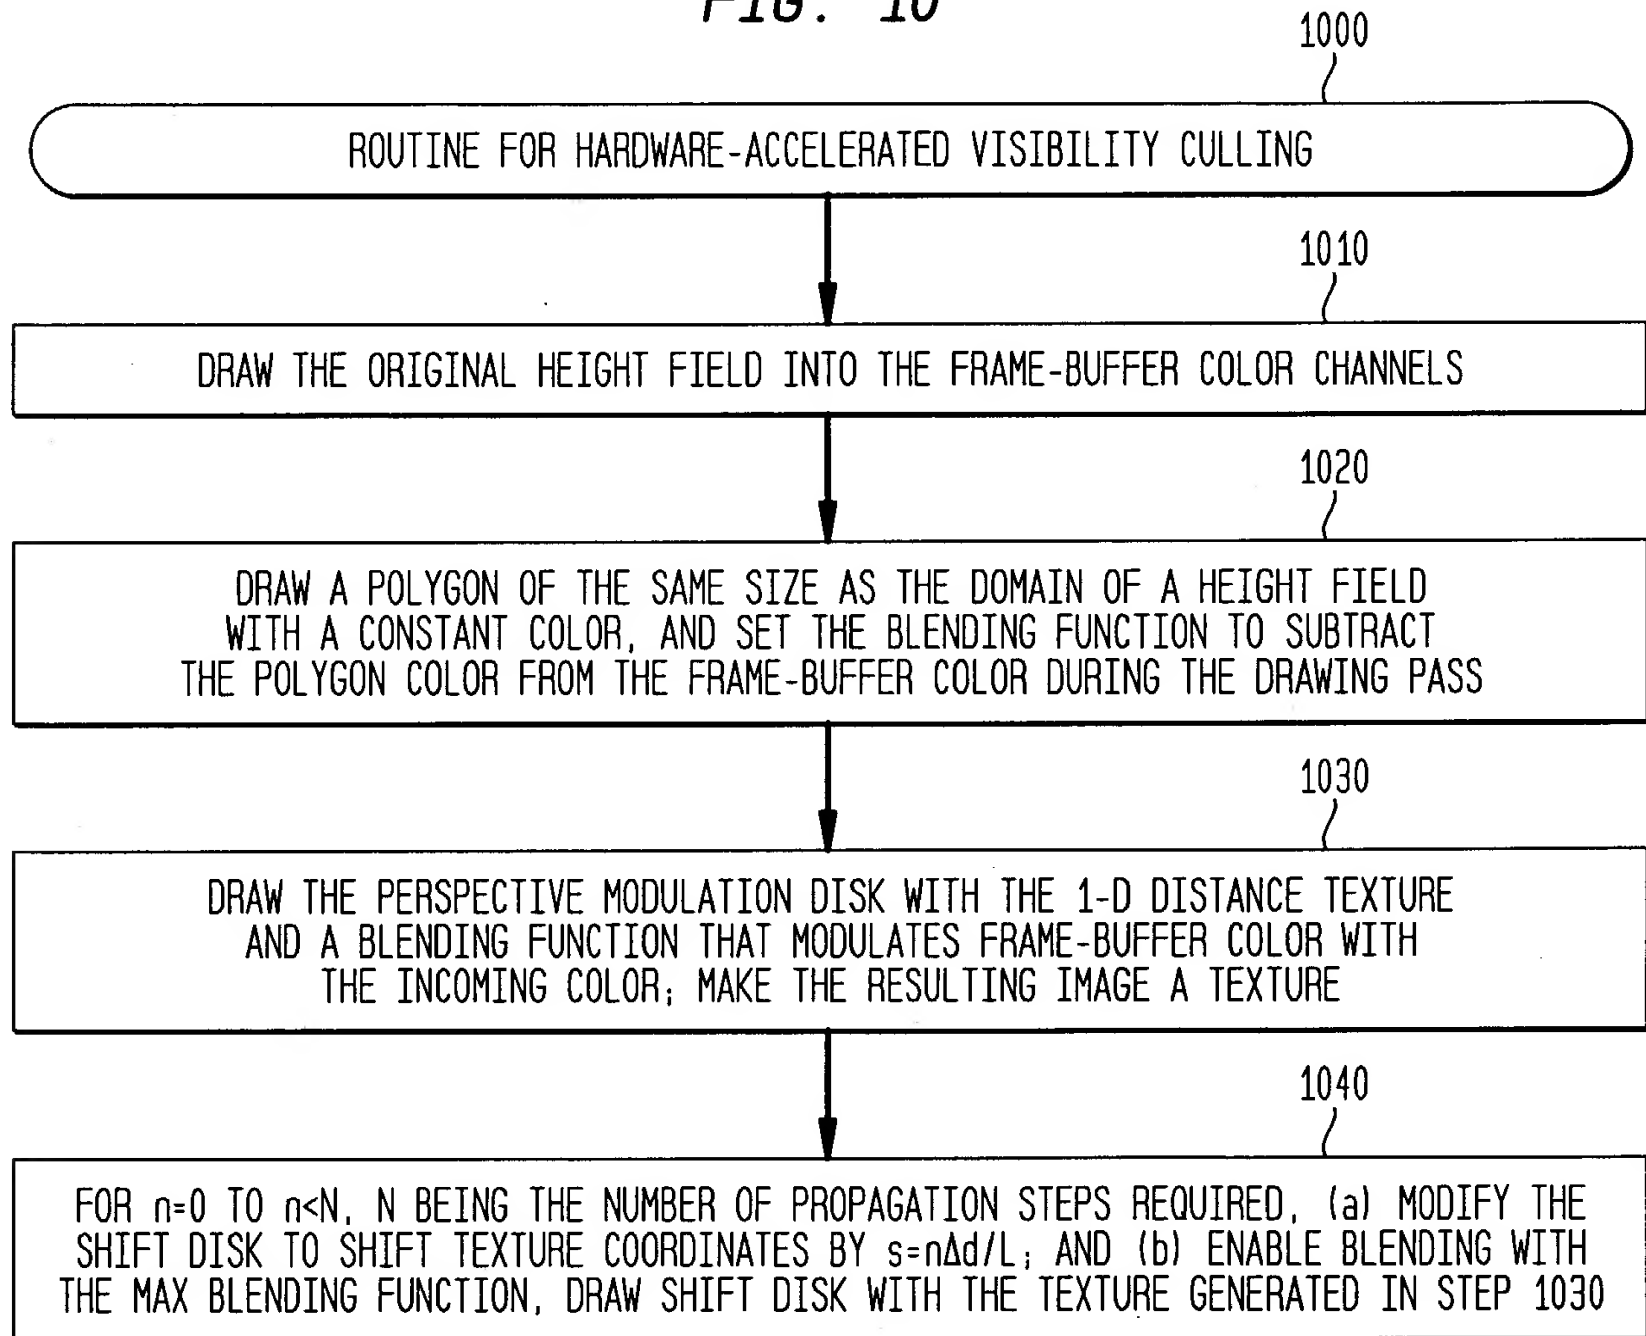 FIG. 10
1000
ROUTINE FOR HARDWARE-ACCELERATED VISIBILITY CULLING
1010
DRAW THE ORIGINAL HEIGHT FIELD INTO THE FRAME-BUFFER COLOR CHANNELS
1020
DRAW A POLYGON OF THE SAME SIZE AS THE DOMAIN OF A HEIGHT FIELD
WITH A CONSTANT COLOR, AND SET THE BLENDING FUNCTION TO SUBTRACT
THE POLYGON COLOR FROM THE FRAME-BUFFER COLOR DURING THE DRAWING PASS
1030
DRAW THE PERSPECTIVE MODULATION DISK WITH THE 1-D DISTANCE TEXTURE
AND A BLENDING FUNCTION THAT MODULATES FRAME-BUFFER COLOR WITH
THE INCOMING COLOR; MAKE THE RESULTING IMAGE A TEXTURE
1040
FOR n=0 TO n<N, N BEING THE NUMBER OF PROPAGATION STEPS REQUIRED, (a) MODIFY THE
SHIFT DISK TO SHIFT TEXTURE COORDINATES BY s=nΔd/L; AND (b) ENABLE BLENDING WITH
THE MAX BLENDING FUNCTION, DRAW SHIFT DISK WITH THE TEXTURE GENERATED IN STEP 1030